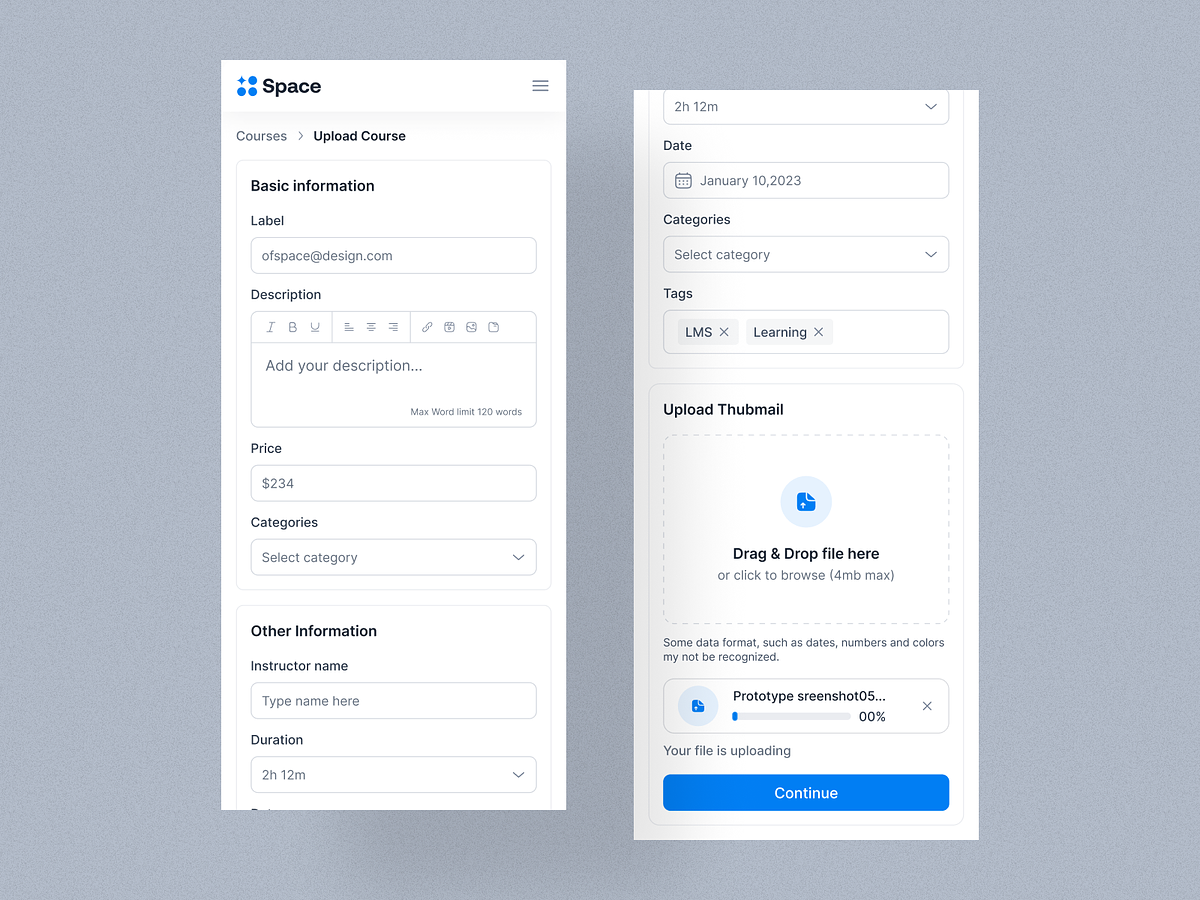 Space
Courses > Upload Course
Basic information
Label
ofspace@design.com
Description
I B U
Add your description...
Max Word limit 120 words
Price
$234
Categories
Select category
Other Information
Instructor name
Type name here
Duration
2h 12m
2h 12m
Date
January 10,2023
Categories
Select category
Tags
LMS Learning
Upload Thubmail
Drag & Drop file here
or click to browse (4mb max)
Some data format, such as dates, numbers and colors
my not be recognized.
Prototype sreenshot05...
00%
Your file is uploading
Continue